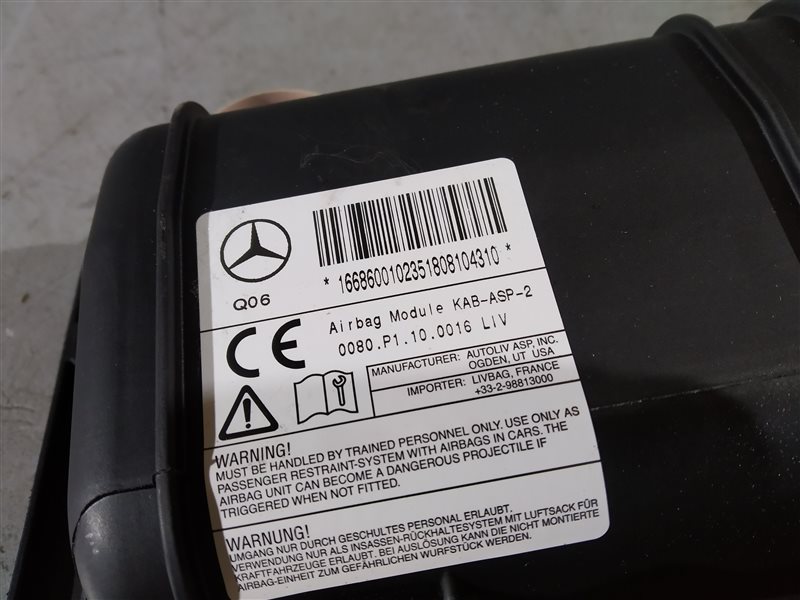 * 1668600102351808104310 *
Q06
Airbag Module KAB-ASP-2
0080.P1.10.0016 LIV
CE
MANUFACTURER: AUTOLIV ASP, INC.
OGDEN, UT USA
IMPORTER: LIVBAG, FRANCE
+33-2-98813000
WARNING!
MUST BE HANDLED BY TRAINED PERSONNEL ONLY. USE ONLY AS
PASSENGER RESTRAINT-SYSTEM WITH AIRBAGS IN CARS. THE
AIRBAG UNIT CAN BECOME A DANGEROUS PROJECTILE IF
TRIGGERED WHEN NOT FITTED.
WARNUNG!
UMGANG NUR DURCH GESCHULTES PERSONAL ERLAUBT.
VERWENDUNG NUR ALS INSASSEN-RÜCKHALTESYSTEM MIT LUFTSACK FÜR
KRAFTFAHRZEUGE ERLAUBT. BEI AUSLÖSUNG KANN DIE NICHT MONTIERTE
AIRBAG-EINHEIT ZUM GEFÄHRLICHEN WURFSTÜCK WERDEN.